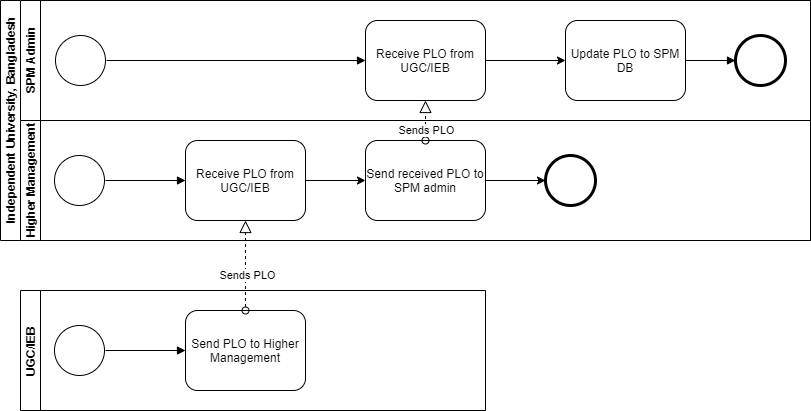 Independent University, Bangladesh
SPM Admin
Receive PLO from
UGC/IEB
Update PLO to SPM
DB
Sends PLO
Higher Management
Receive PLO from
UGC/IEB
Send received PLO to
SPM admin
Sends PLO
UGC/IEB
Send PLO to Higher
Management